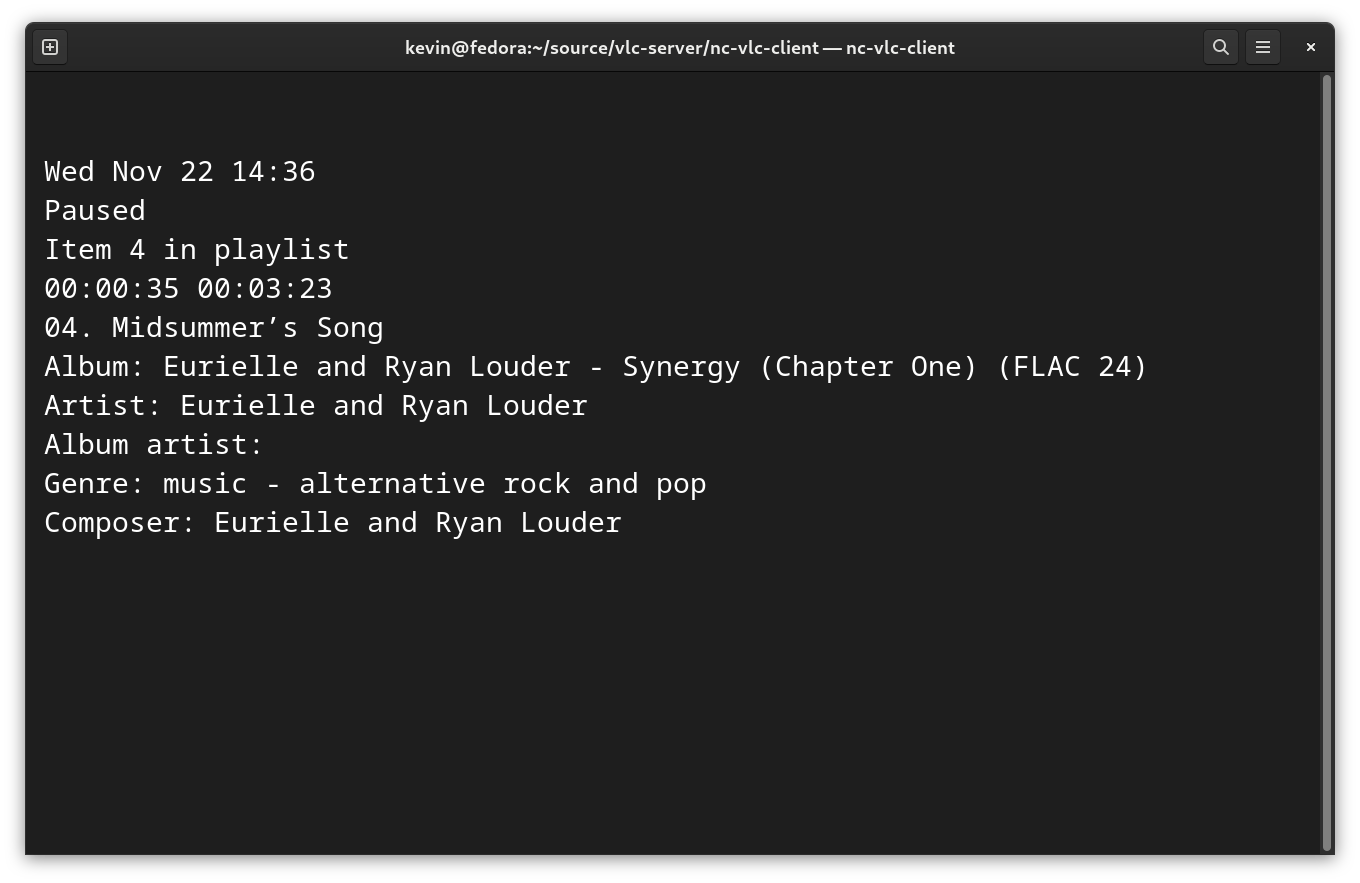 kevin@fedora:~/source/vlc-server/nc-vlc-client — nc-vlc-client
Wed Nov 22 14:36
Paused
Item 4 in playlist
00:00:35 00:03:23
04. Midsummer’s Song
Album: Eurielle and Ryan Louder - Synergy (Chapter One) (FLAC 24)
Artist: Eurielle and Ryan Louder
Album artist:
Genre: music - alternative rock and pop
Composer: Eurielle and Ryan Louder